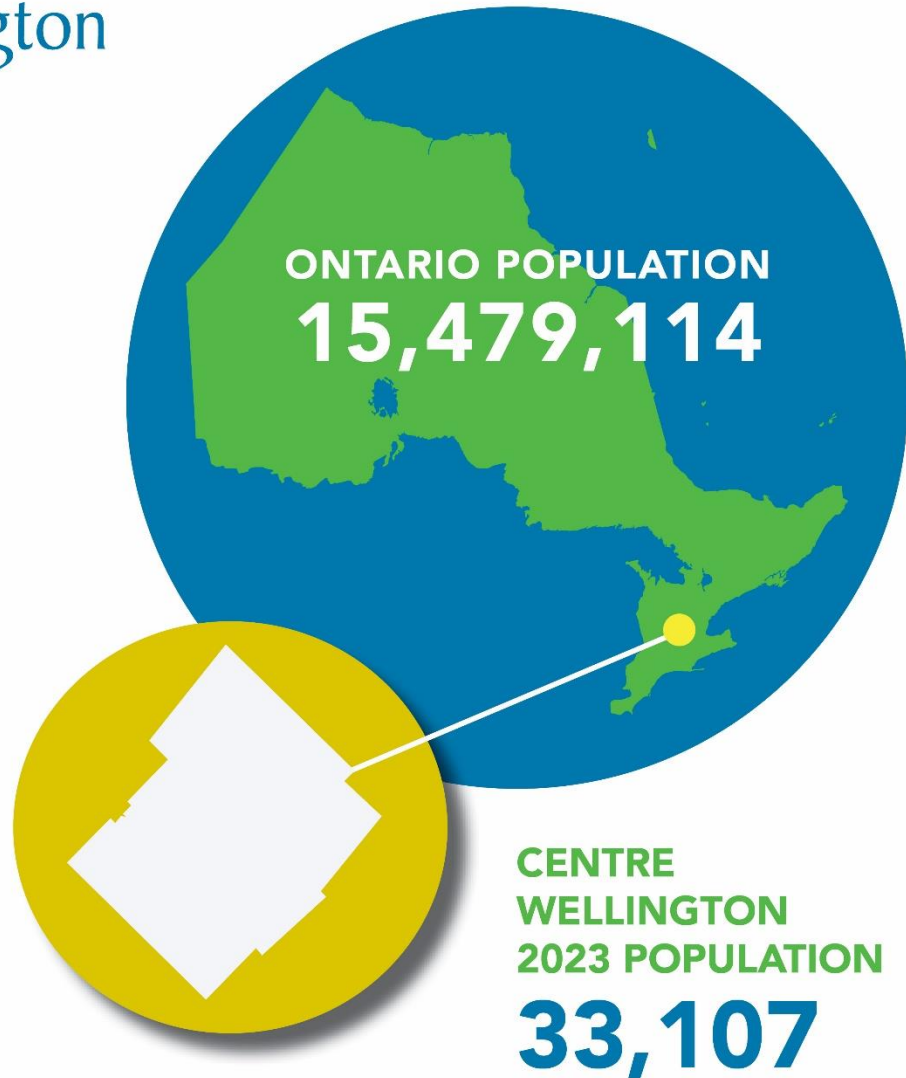 gton
ONTARIO POPULATION
15,479,114
CENTRE
WELLINGTON
2023 POPULATION
33,107